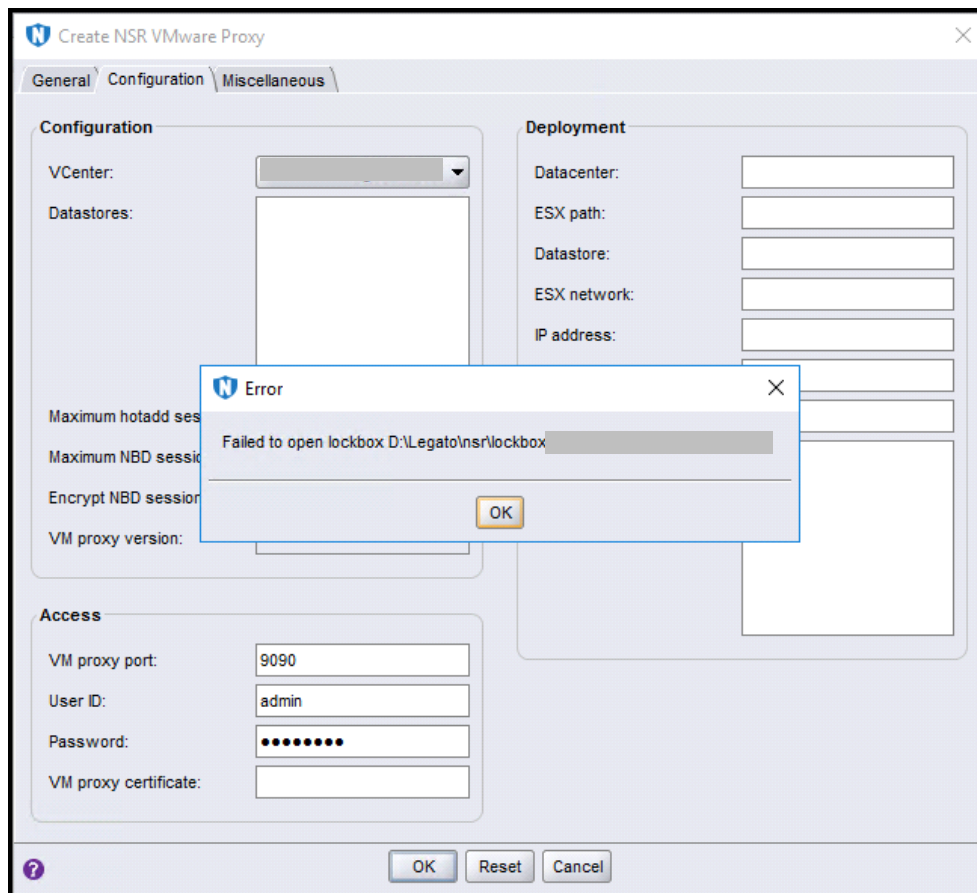 Create NSR VMware Proxy
General Configuration Miscellaneous
Configuration
VCenter:
Datastores:
Maximum hotadd ses
Maximum NBD sessio
Encrypt NBD session
VM proxy version:
Deployment
Datacenter:
ESX path:
Datastore:
ESX network:
IP address:
Error
Failed to open lockbox D:\Legato\nsr\lockbox
OK
Access
VM proxy port: 9090
User ID: admin
Password: ●●●●●●●●
VM proxy certificate:
? OK Reset Cancel